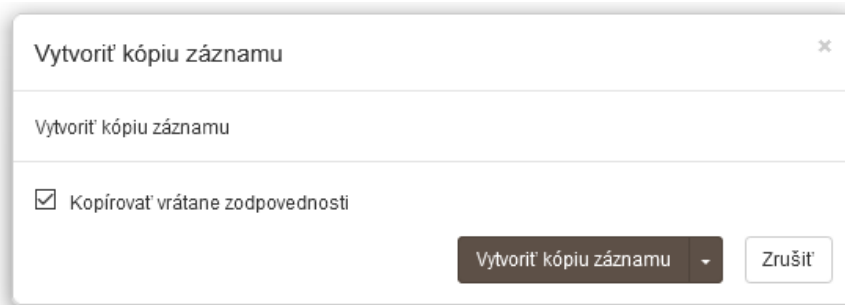 Vytvoriť kópiu záznamu
×
Vytvoriť kópiu záznamu
Kopírovať vrátane zodpovednosti
Vytvoriť kópiu záznamu
Zrušiť